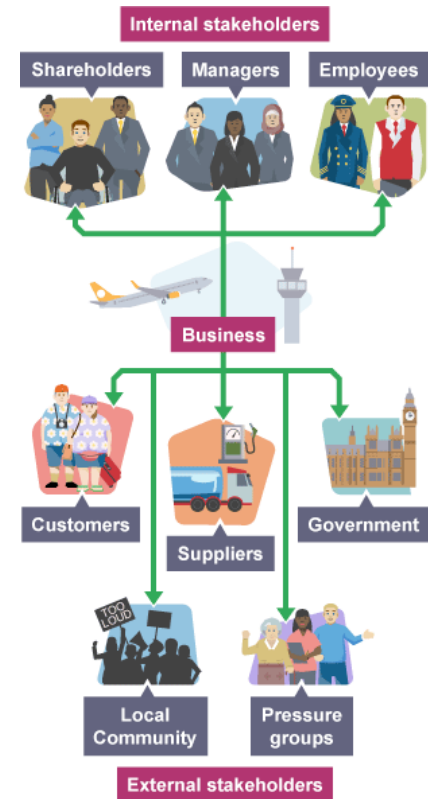 Internal stakeholders
Shareholders
Managers
Employees
Business
Customers
Suppliers
Government
TOO
LOUD
Local
Community
Pressure
groups
External stakeholders